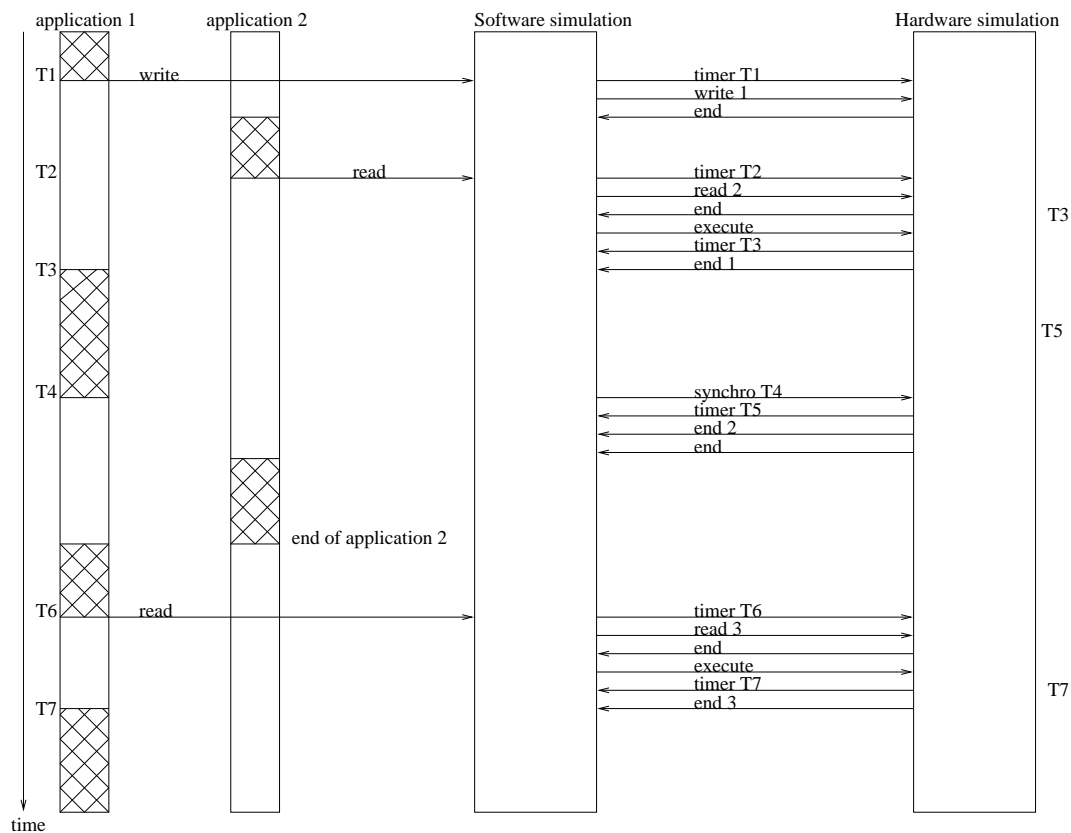 application 1
application 2
Software simulation
Hardware simulation
T1
write
timer T1
write 1
end
T2
read
timer T2
read 2
end
T3
execute
timer T3
T3
end 1
T5
T4
synchro T4
timer T5
end 2
end
end of application 2
T6
read
timer T6
read 3
end
execute
timer T7
T7
T7
end 3
time